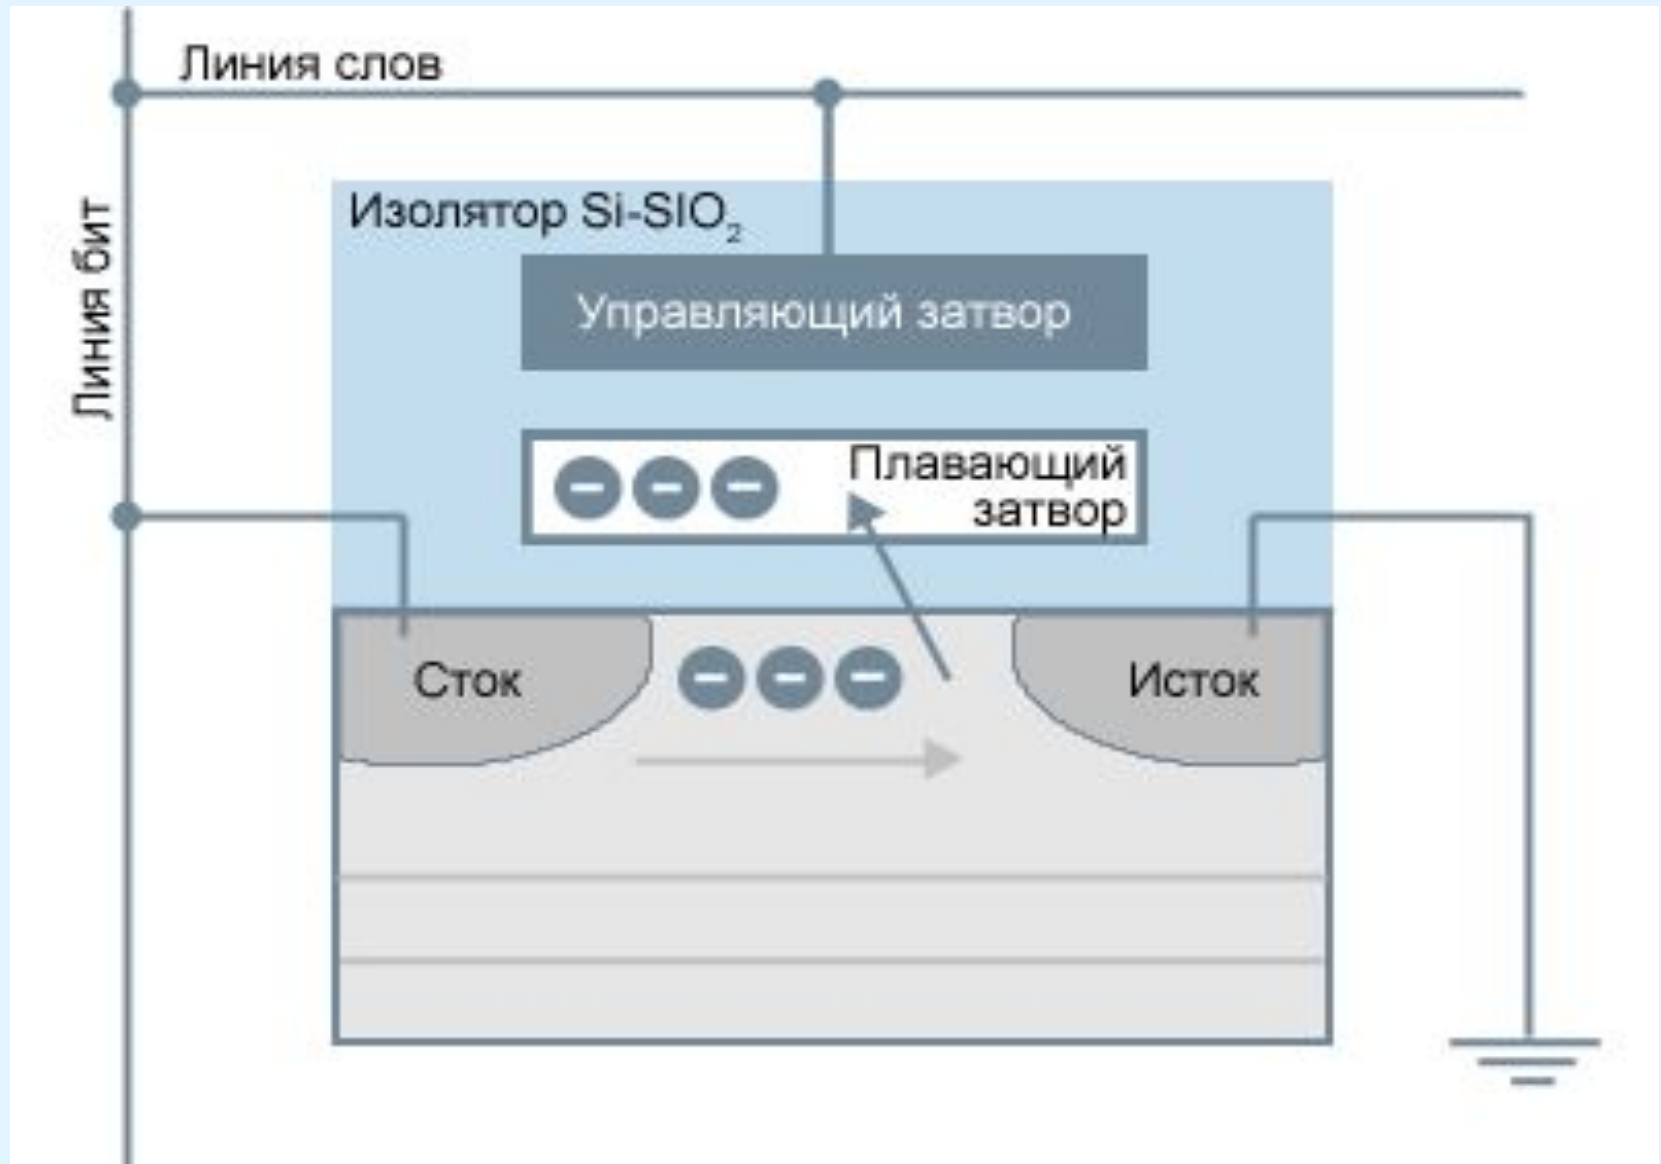 Линия слов
Линия бит
Изолятор Si-SIO₂
Управляющий затвор
Плавающий
затвор
Сток
Исток